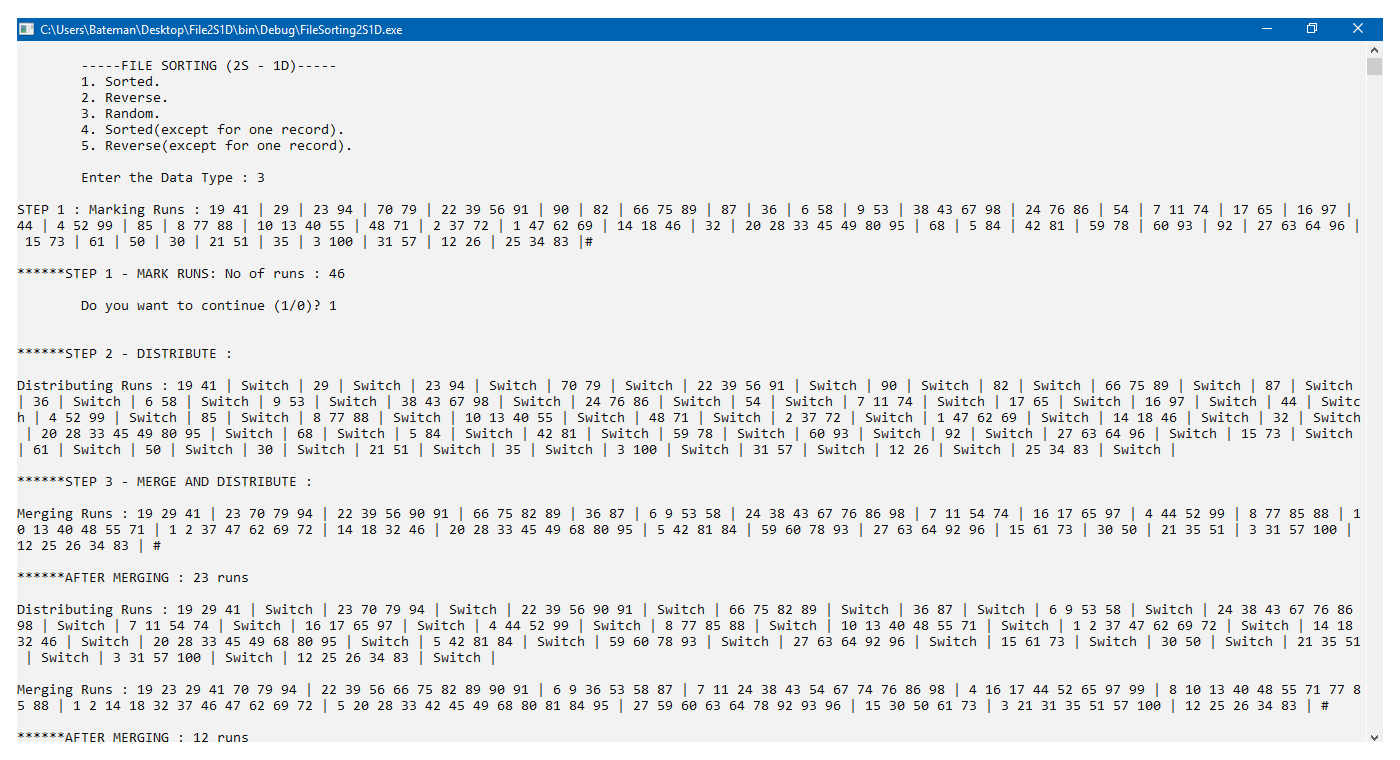 C:\Users\Bateman\Desktop\File2S1D\bin\Debug\FileSorting2S1D.exe
-----FILE SORTING (2S - 1D)-----
1. Sorted.
2. Reverse.
3. Random.
4. Sorted(except for one record).
5. Reverse(except for one record).
Enter the Data Type : 3
STEP 1 : Marking Runs : 19 41 | 29 | 23 94 | 70 79 | 22 39 56 91 | 90 | 82 | 66 75 89 | 87 | 36 | 6 58 | 9 53 | 38 43 67 98 | 24 76 86 | 54 | 7 11 74 | 17 65 | 16 97 |
44 | 4 52 99 | 85 | 8 77 88 | 10 13 40 55 | 48 71 | 2 37 72 | 1 47 62 69 | 14 18 46 | 32 | 20 28 33 45 49 80 95 | 68 | 5 84 | 42 81 | 59 78 | 60 93 | 92 | 27 63 64 96 |
15 73 | 61 | 50 | 30 | 21 51 | 35 | 3 100 | 31 57 | 12 26 | 25 34 83 |#
******STEP 1 - MARK RUNS: No of runs : 46
Do you want to continue (1/0)? 1
******STEP 2 - DISTRIBUTE :
Distributing Runs : 19 41 | Switch | 29 | Switch | 23 94 | Switch | 70 79 | Switch | 22 39 56 91 | Switch | 90 | Switch | 82 | Switch | 66 75 89 | Switch | 87 | Switch
| 36 | Switch | 6 58 | Switch | 9 53 | Switch | 38 43 67 98 | Switch | 24 76 86 | Switch | 54 | Switch | 7 11 74 | Switch | 17 65 | Switch | 16 97 | Switch | 44 | Switc
h | 4 52 99 | Switch | 85 | Switch | 8 77 88 | Switch | 10 13 40 55 | Switch | 48 71 | Switch | 2 37 72 | Switch | 1 47 62 69 | Switch | 14 18 46 | Switch | 32 | Switch
| 20 28 33 45 49 80 95 | Switch | 68 | Switch | 5 84 | Switch | 42 81 | Switch | 59 78 | Switch | 60 93 | Switch | 92 | Switch | 27 63 64 96 | Switch | 15 73 | Switch
| 61 | Switch | 50 | Switch | 30 | Switch | 21 51 | Switch | 35 | Switch | 3 100 | Switch | 31 57 | Switch | 12 26 | Switch | 25 34 83 | Switch |
******STEP 3 - MERGE AND DISTRIBUTE :
Merging Runs : 19 29 41 | 23 70 79 94 | 22 39 56 90 91 | 66 75 82 89 | 36 87 | 6 9 53 58 | 24 38 43 67 76 86 98 | 7 11 54 74 | 16 17 65 97 | 4 44 52 99 | 8 77 85 88 | 1
0 13 40 48 55 71 | 1 2 37 47 62 69 72 | 14 18 32 46 | 20 28 33 45 49 68 80 95 | 5 42 81 84 | 59 60 78 93 | 27 63 64 92 96 | 15 61 73 | 30 50 | 21 35 51 | 3 31 57 100 |
12 25 26 34 83 | #
******AFTER MERGING : 23 runs
Distributing Runs : 19 29 41 | Switch | 23 70 79 94 | Switch | 22 39 56 90 91 | Switch | 66 75 82 89 | Switch | 36 87 | Switch | 6 9 53 58 | Switch | 24 38 43 67 76 86
98 | Switch | 7 11 54 74 | Switch | 16 17 65 97 | Switch | 4 44 52 99 | Switch | 8 77 85 88 | Switch | 10 13 40 48 55 71 | Switch | 1 2 37 47 62 69 72 | Switch | 14 18
32 46 | Switch | 20 28 33 45 49 68 80 95 | Switch | 5 42 81 84 | Switch | 59 60 78 93 | Switch | 27 63 64 92 96 | Switch | 15 61 73 | Switch | 30 50 | Switch | 21 35 51
| Switch | 3 31 57 100 | Switch | 12 25 26 34 83 | Switch |
Merging Runs : 19 23 29 41 70 79 94 | 22 39 56 66 75 82 89 90 91 | 6 9 36 53 58 87 | 7 11 24 38 43 54 67 74 76 86 98 | 4 16 17 44 52 65 97 99 | 8 10 13 40 48 55 71 77 8
5 88 | 1 2 14 18 32 37 46 47 62 69 72 | 5 20 28 33 42 45 49 68 80 81 84 95 | 27 59 60 63 64 78 92 93 96 | 15 30 50 61 73 | 3 21 31 35 51 57 100 | 12 25 26 34 83 | #
******AFTER MERGING : 12 runs